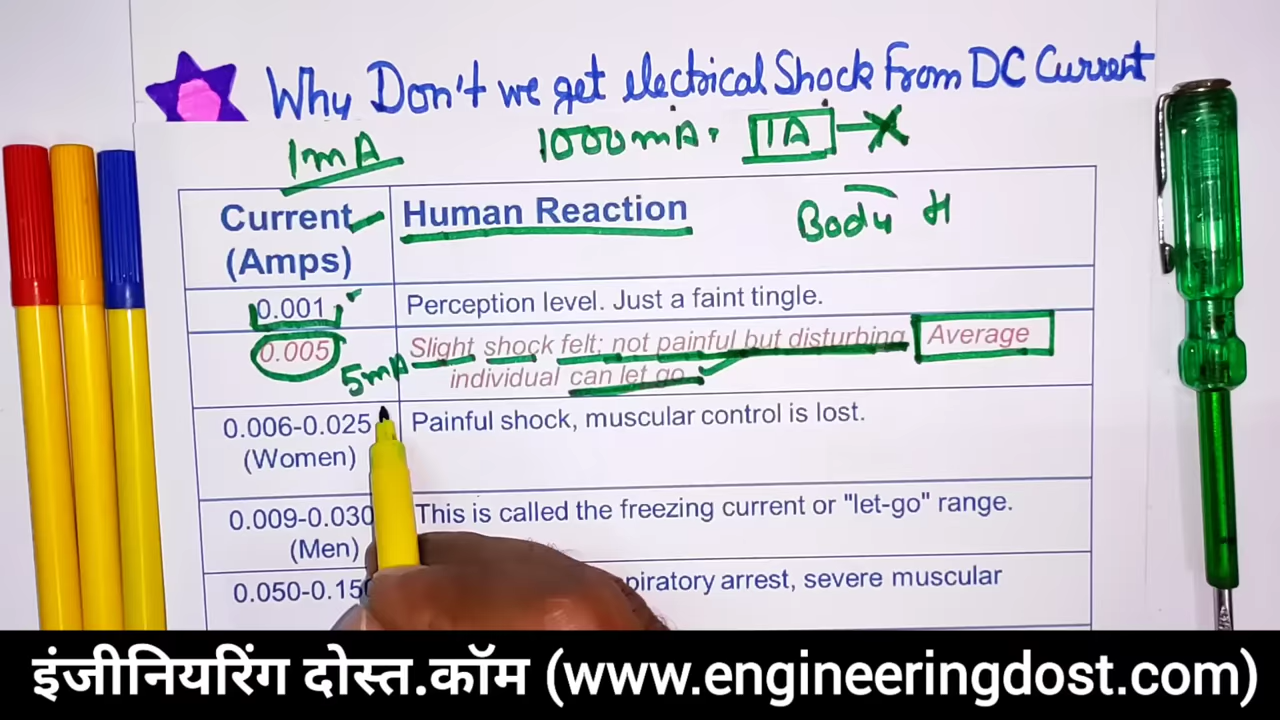 Why Don't we get electrical Shock From DC Current
1mA 1000mA. 1A X
Current Human Reaction
(Amps)
Body
0.001 Perception level. Just a faint tingle.
0.005 Slight shock felt; not painful but disturbing Average
5mA individual can let go
0.006-0.025 Painful shock, muscular control is lost.
(Women)
0.009-0.030 This is called the freezing current or "let-go" range.
(Men)
0.050-0.150 arrest, severe muscular
इंजीनियरिंग दोस्त.कॉम (www.engineeringdost.com)